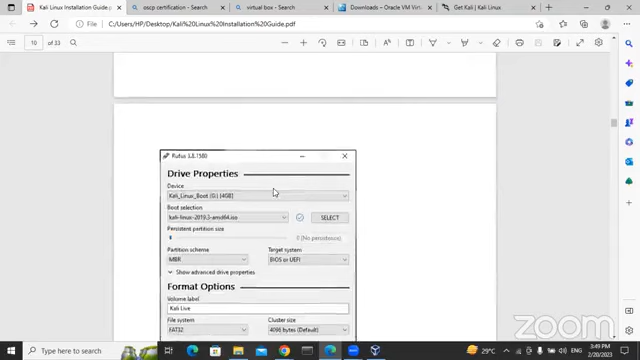 Kali Linux Installation Guide.pdf
oscp certification - Search
virtual box - Search
Downloads – Oracle VM Virtual
Get Kali | Kali Linux
C:/Users/HP/Desktop/Kali%20Linux%20Installation%20Guide.pdf
10 of 33
Rufus 3.8.1580
Drive Properties
Device
Kali_Linux_Boot (G:) [4GB]
Boot selection
kali-linux-2019.3-amd64.iso
SELECT
Persistent partition size
0 (No persistence)
Partition scheme
Target system
MBR
BIOS or UEFI
Show advanced drive properties
Format Options
Volume label
Kali Live
File system
Cluster size
FAT32
4096 bytes (Default)
zoom
Type here to search
29°C
ENG
3:49 PM
2/20/2023